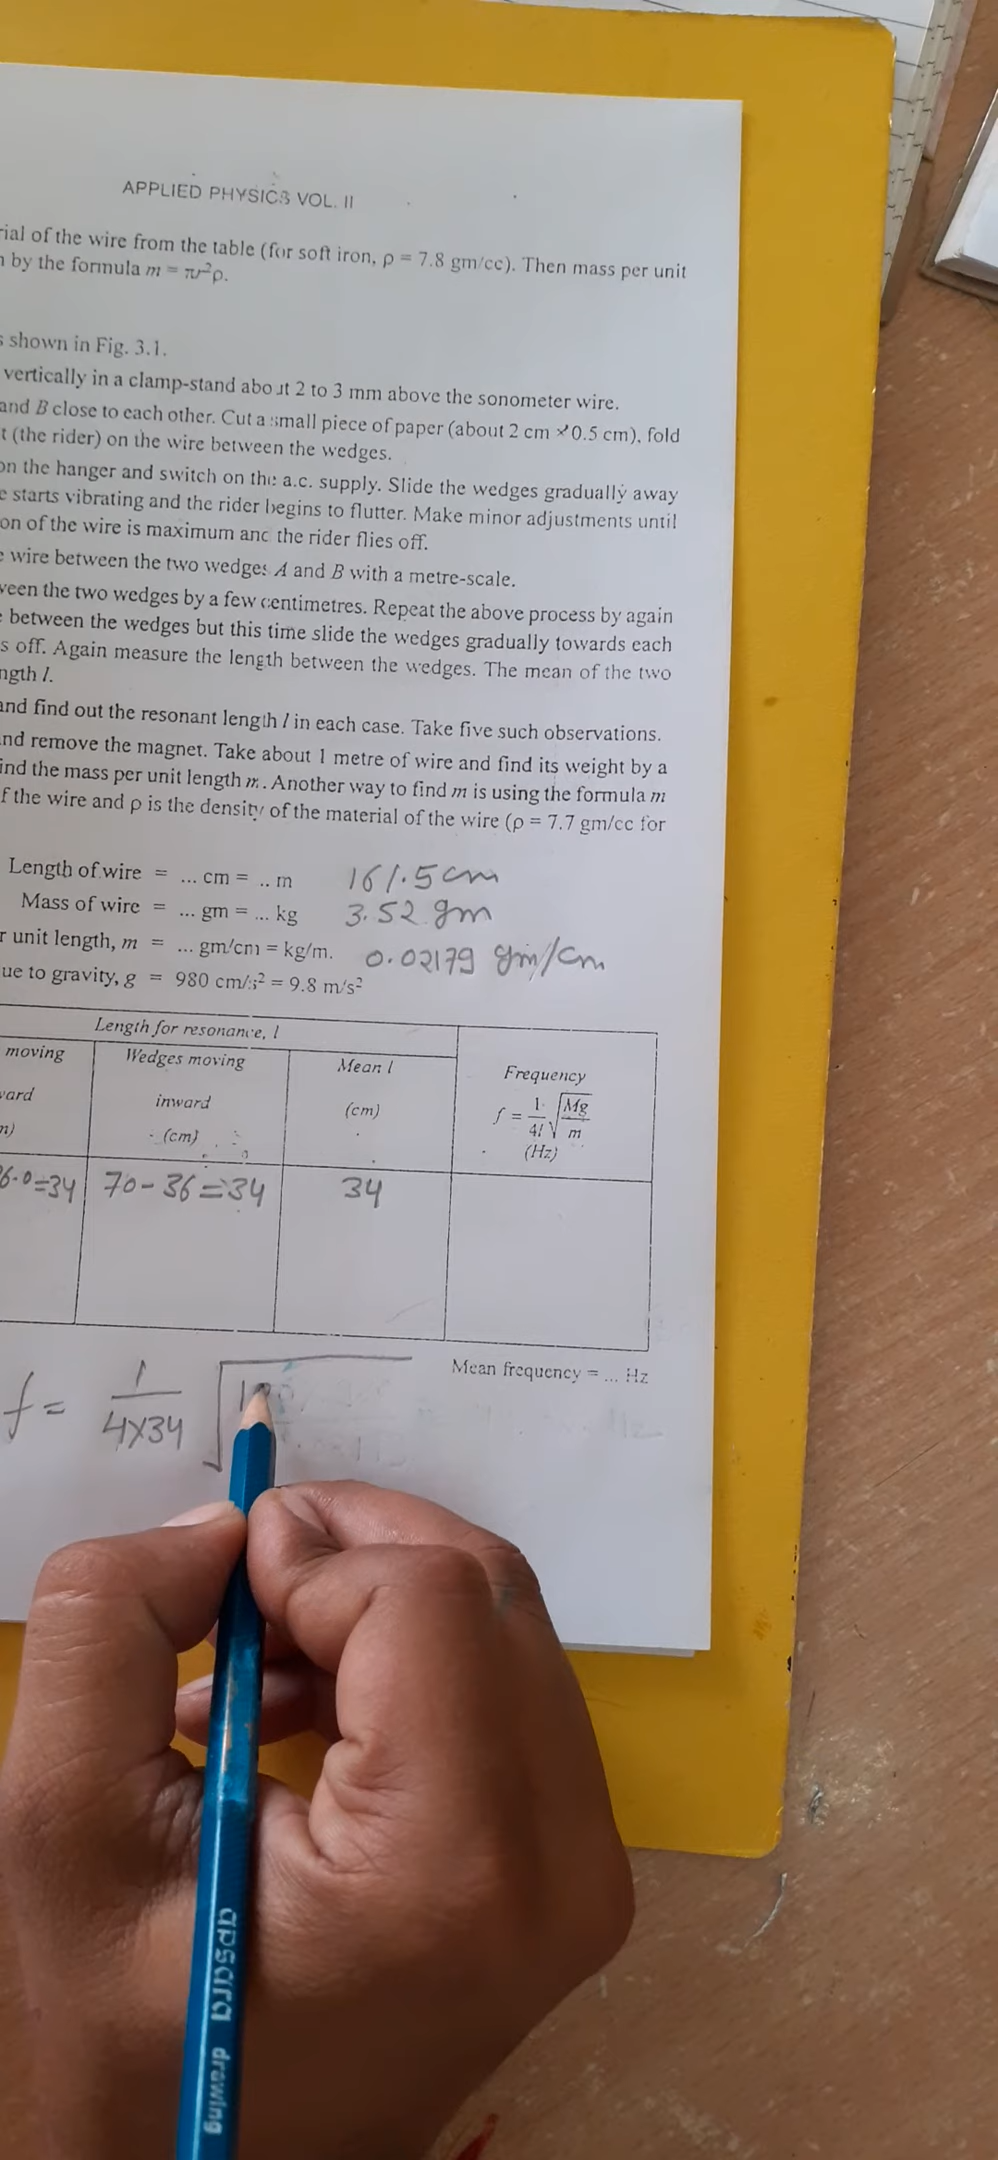 APPLIED PHYSICS VOL. II
rial of the wire from the table (for soft iron, ρ = 7.8 gm/cc). Then mass per unit
by the formula m = πr²ρ.
s shown in Fig. 3.1.
vertically in a clamp-stand about 2 to 3 mm above the sonometer wire.
and B close to each other. Cut a small piece of paper (about 2 cm × 0.5 cm), fold
t (the rider) on the wire between the wedges.
on the hanger and switch on the a.c. supply. Slide the wedges gradually away
e starts vibrating and the rider begins to flutter. Make minor adjustments until
on of the wire is maximum and the rider flies off.
e wire between the two wedges A and B with a metre-scale.
ween the two wedges by a few centimetres. Repeat the above process by again
between the wedges but this time slide the wedges gradually towards each
s off. Again measure the length between the wedges. The mean of the two
ngth l.
and find out the resonant length l in each case. Take five such observations.
nd remove the magnet. Take about 1 metre of wire and find its weight by a
ind the mass per unit length m. Another way to find m is using the formula m
f the wire and ρ is the density of the material of the wire (ρ = 7.7 gm/cc for
Length of wire = ... cm = .. m 161.5 cm
Mass of wire = ... gm = ... kg 3.52 gm
r unit length, m = ... gm/cm = kg/m. 0.02179 gm/cm
ue to gravity, g = 980 cm/s² = 9.8 m/s²
Length for resonance, l
moving Wedges moving Mean l Frequency
ward inward (cm) f = 1/4l √Mg/m
m) (cm) (Hz)
36.0=34 70-36=34 34
Mean frequency = ... Hz
f = 1/4×34 √
apsara drawing